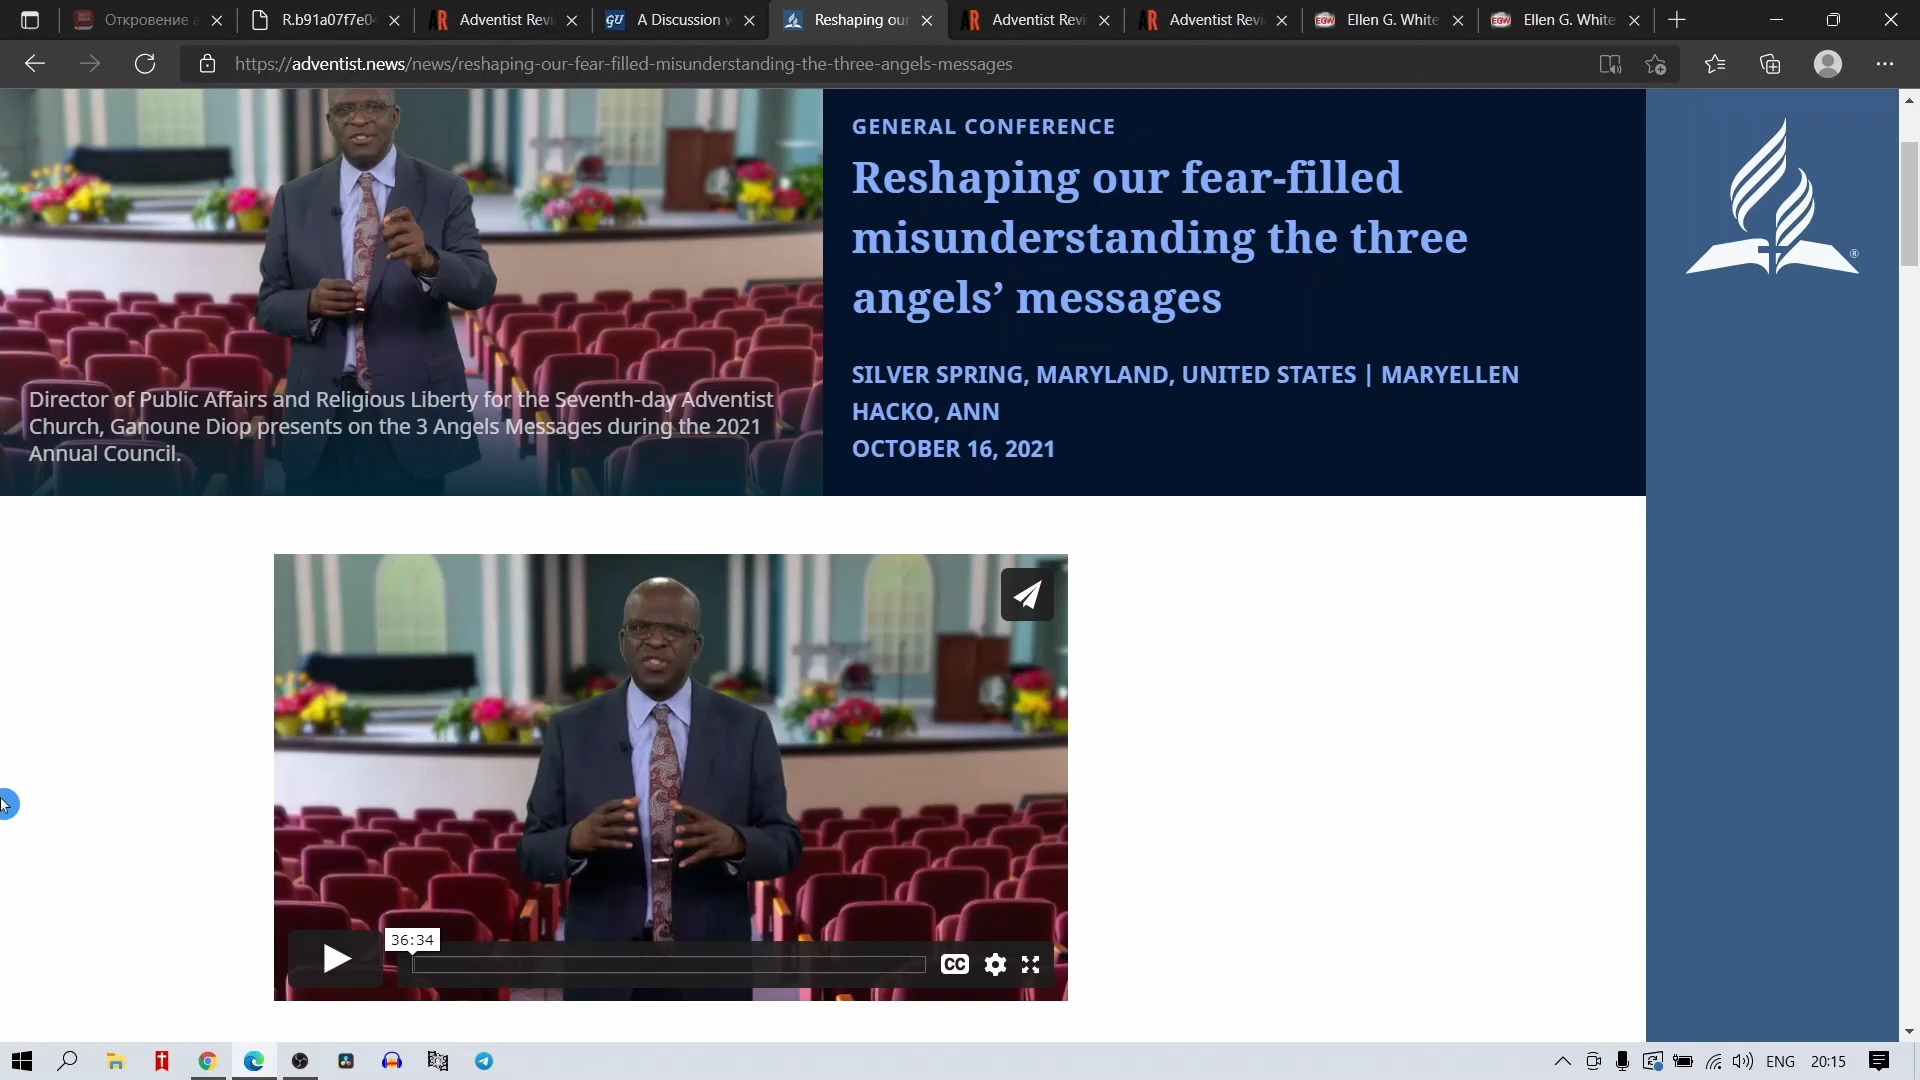 Откровение
R.b91a07f7e0
Adventist Revi
A Discussion
Reshaping ou
Adventist Revi
Adventist Revi
Ellen G. White
Ellen G. White
https://adventist.news/news/reshaping-our-fear-filled-misunderstanding-the-three-angels-messages
GENERAL CONFERENCE
Reshaping our fear-filled
misunderstanding the three
angels’ messages
SILVER SPRING, MARYLAND, UNITED STATES | MARYELLEN
HACKO, ANN
OCTOBER 16, 2021
Director of Public Affairs and Religious Liberty for the Seventh-day Adventist
Church, Ganoune Diop presents on the 3 Angels Messages during the 2021
Annual Council.
36:34
CC
ENG
20:15